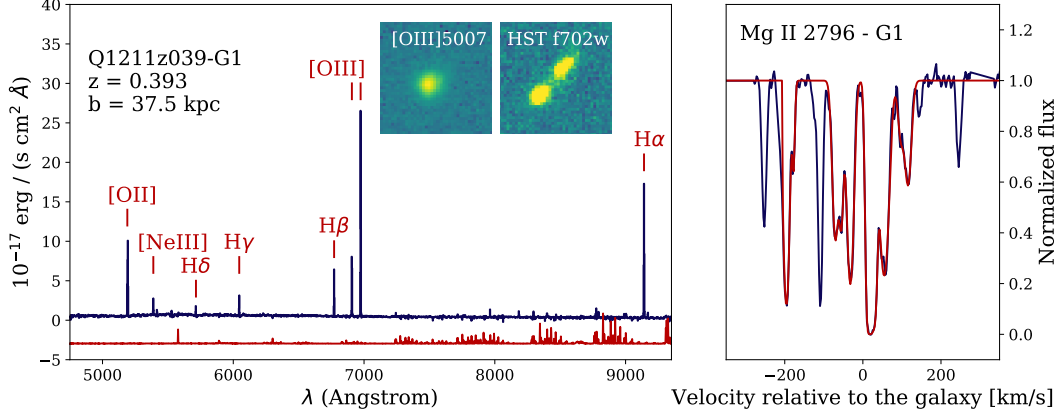 Q1211z039-G1
z = 0.393
b = 37.5 kpc
[OIII]5007
HST f702w
Mg II 2796 - G1
[OIII]
Hα
[OII]
Hβ
[NeIII]
Hγ
Hδ
40
35
30
25
20
15
10
5
0
−5
10⁻¹⁷ erg / (s cm² Å)
5000
6000
7000
8000
9000
λ (Angstrom)
1.2
1.0
0.8
0.6
0.4
0.2
0.0
Normalized flux
−200
0
200
Velocity relative to the galaxy [km/s]